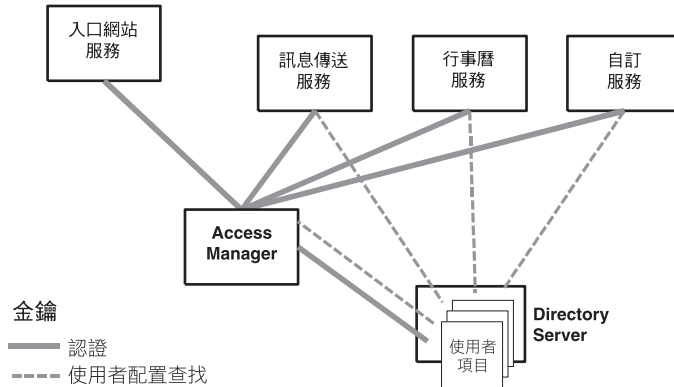 入口網站
服務
訊息傳送
服務
行事曆
服務
自訂
服務
Access
Manager
金鑰
認證
使用者配置查找
Directory
Server
使用者
項目